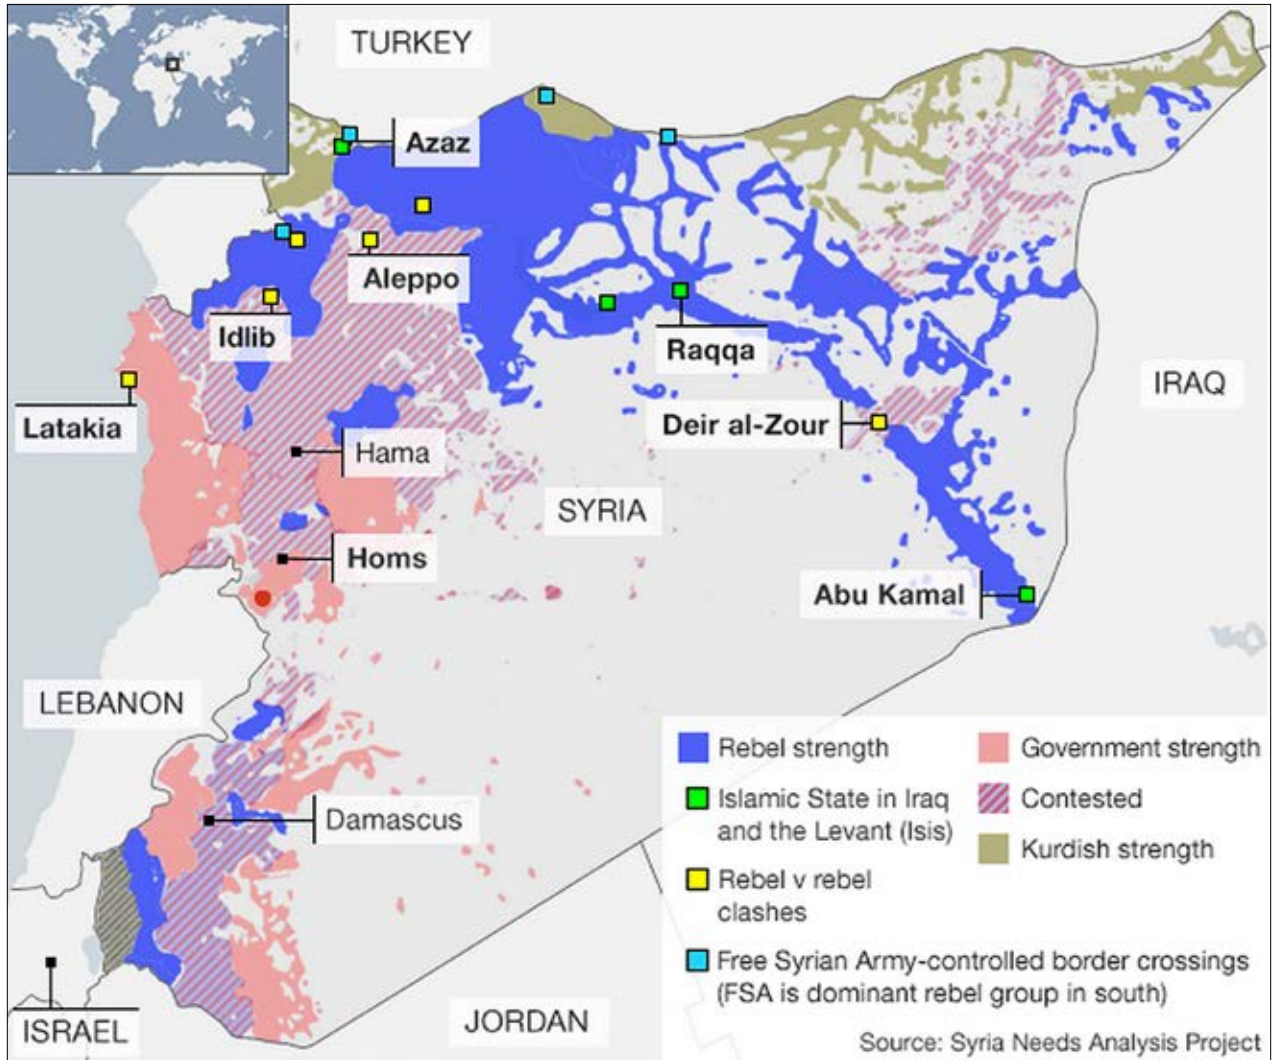 TURKEY
Azaz
Aleppo
Idlib
Raqqa
IRAQ
Latakia
Deir al-Zour
Hama
SYRIA
Homs
Abu Kamal
LEBANON
Rebel strength
Islamic State in Iraq
and the Levant (Isis)
Rebel v rebel
clashes
Free Syrian Army-controlled border crossings
(FSA is dominant rebel group in south)
Government strength
Contested
Kurdish strength
Damascus
ISRAEL
JORDAN
Source: Syria Needs Analysis Project